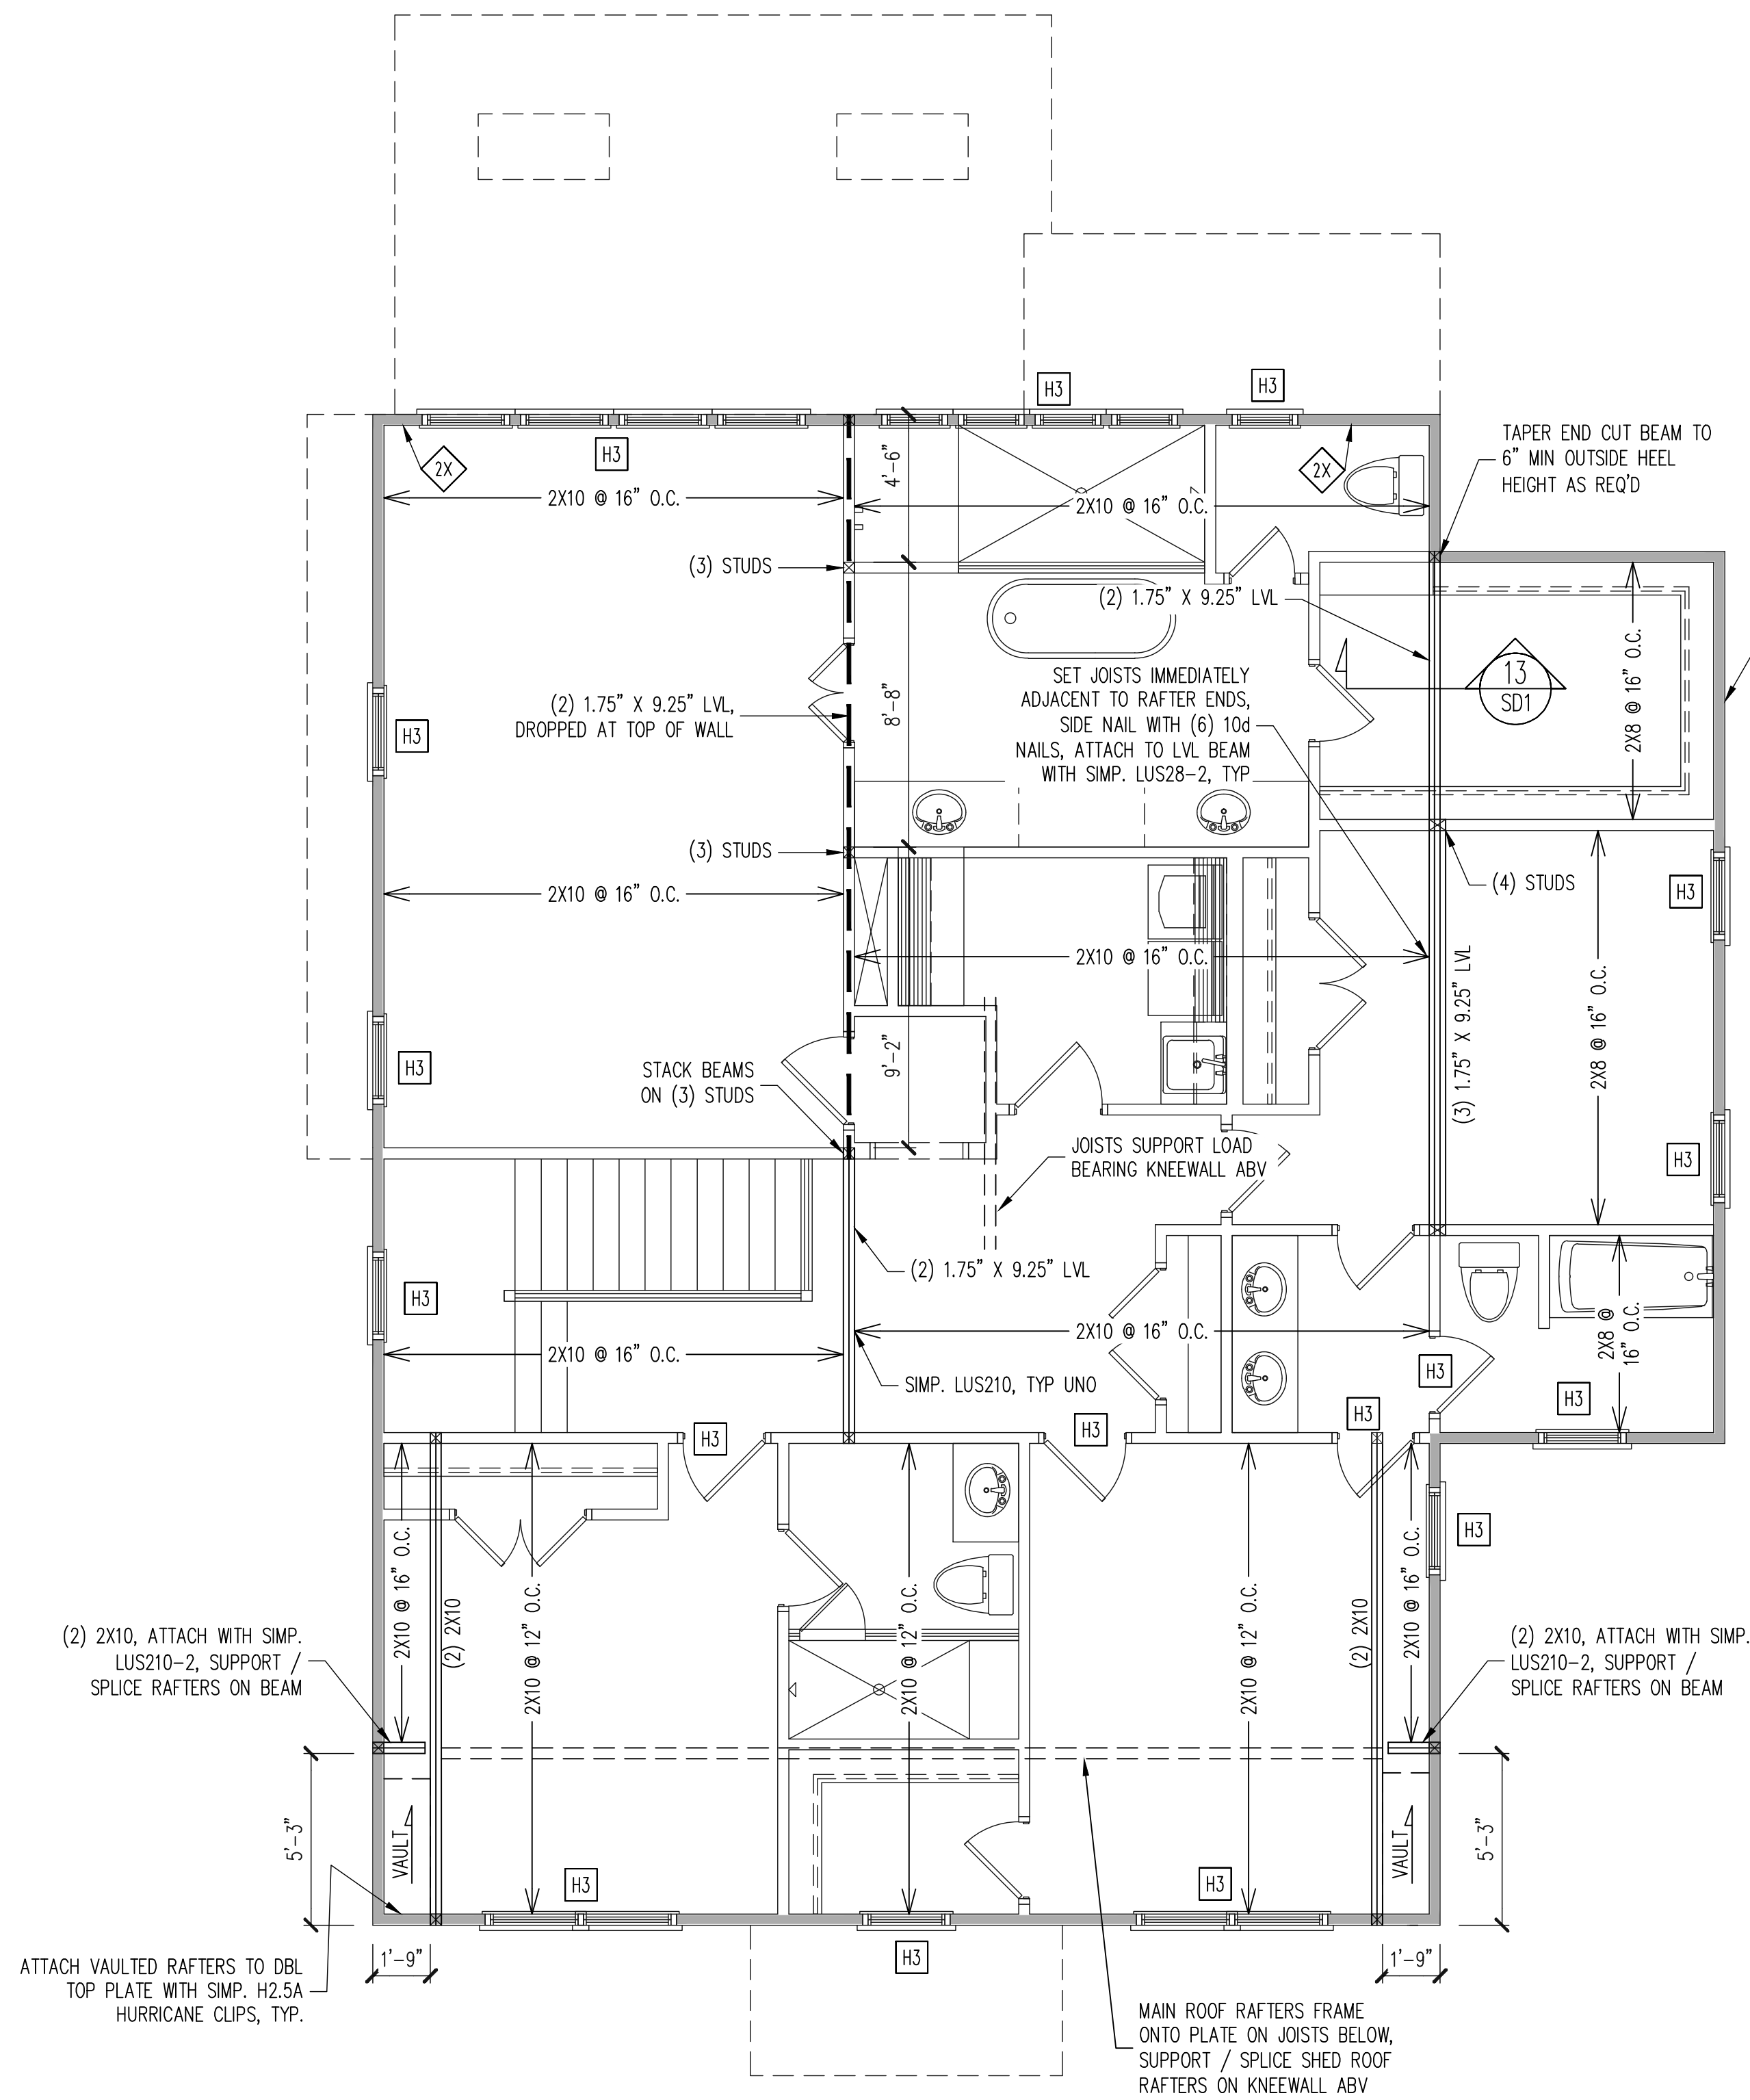 H3
H3
TAPER END CUT BEAM TO
6” MIN OUTSIDE HEEL
HEIGHT AS REQ'D
H3
2X
4'-6”
2X
2X10 @ 16” O.C.
2X10 @ 16” O.C.
(3) STUDS
(2) 1.75” X 9.25” LVL
2X8 @ 16” O.C.
13
SD1
SET JOISTS IMMEDIATELY
ADJACENT TO RAFTER ENDS,
SIDE NAIL WITH (6) 10d
NAILS, ATTACH TO LVL BEAM
WITH SIMP. LUS28-2, TYP
(2) 1.75” X 9.25” LVL,
DROPPED AT TOP OF WALL
8'-8”
H3
(3) STUDS
(4) STUDS
H3
2X10 @ 16” O.C.
2X10 @ 16” O.C.
(3) 1.75” X 9.25” LVL
2X8 @ 16” O.C.
H3
STACK BEAMS
ON (3) STUDS
9'-2”
JOISTS SUPPORT LOAD
BEARING KNEEWALL ABV
H3
(2) 1.75” X 9.25” LVL
H3
2X10 @ 16” O.C.
2X10 @ 16” O.C.
2X8 @
16” O.C.
SIMP. LUS210, TYP UNO
H3
H3
H3
H3
H3
H3
2X10 @ 16” O.C.
(2) 2X10
2X10 @ 12” O.C.
2X10 @ 12” O.C.
2X10 @ 12” O.C.
(2) 2X10
2X10 @ 16” O.C.
(2) 2X10, ATTACH WITH SIMP.
LUS210-2, SUPPORT /
SPLICE RAFTERS ON BEAM
(2) 2X10, ATTACH WITH SIMP.
LUS210-2, SUPPORT /
SPLICE RAFTERS ON BEAM
5'-3”
VAULT
VAULT
5'-3”
H3
H3
H3
1'-9”
1'-9”
ATTACH VAULTED RAFTERS TO DBL
TOP PLATE WITH SIMP. H2.5A
HURRICANE CLIPS, TYP.
MAIN ROOF RAFTERS FRAME
ONTO PLATE ON JOISTS BELOW,
SUPPORT / SPLICE SHED ROOF
RAFTERS ON KNEEWALL ABV